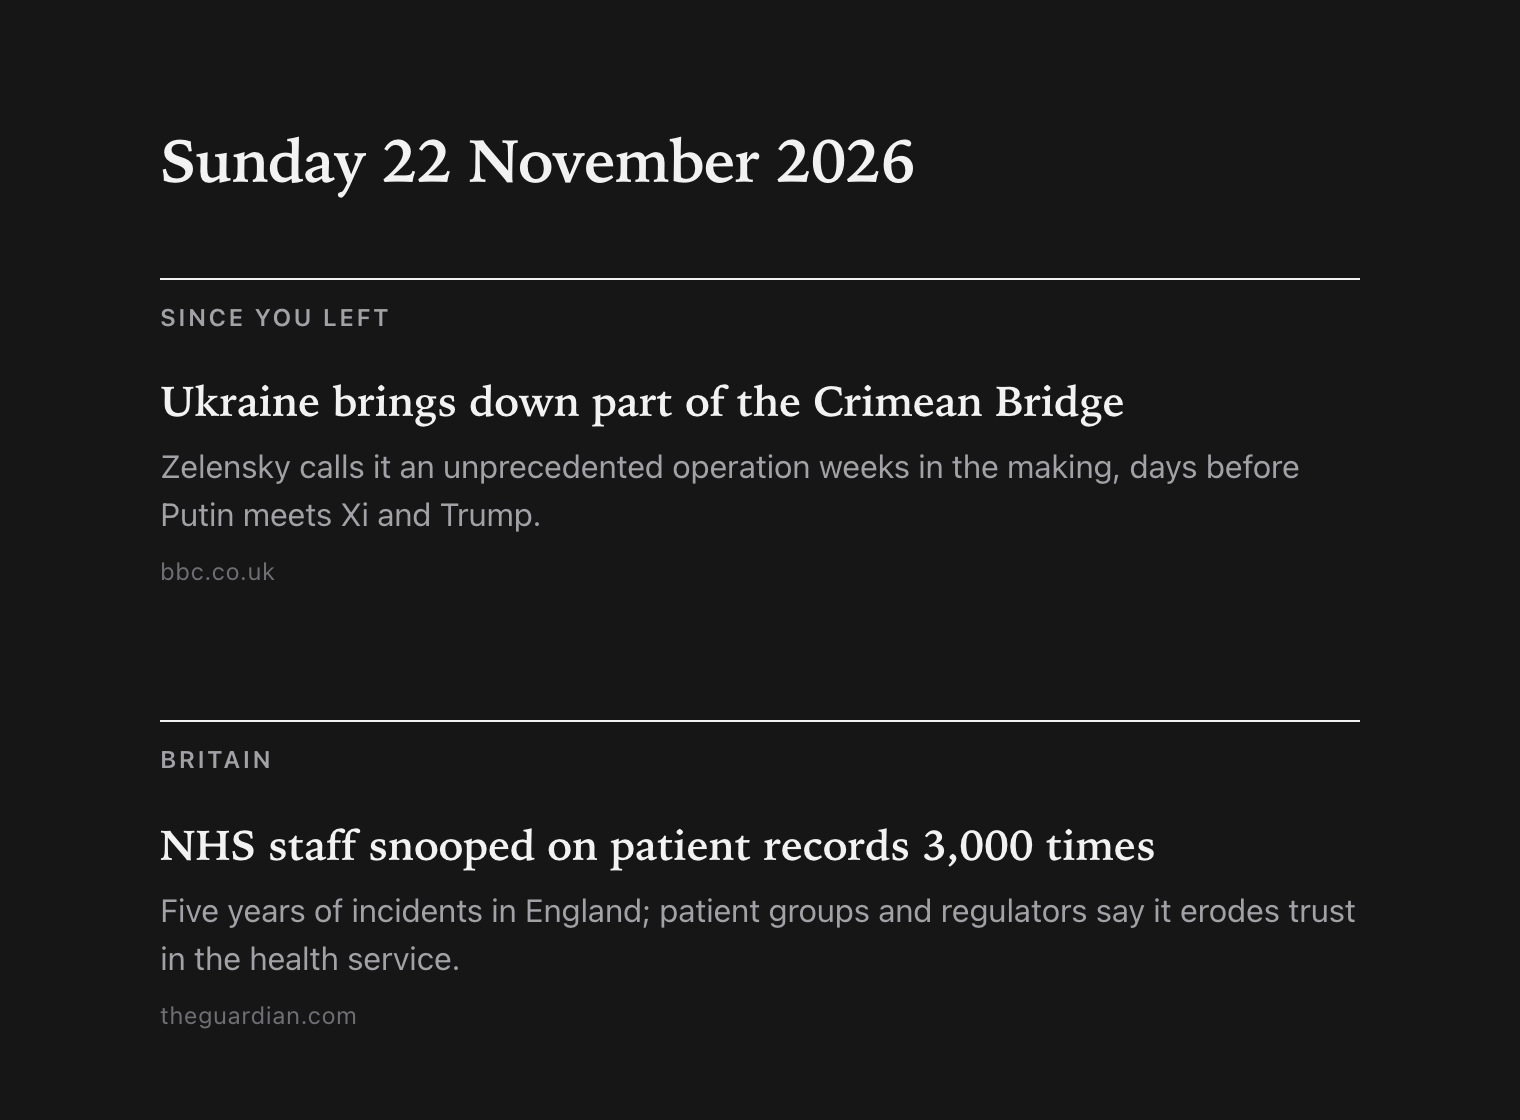 Sunday 22 November 2026
SINCE YOU LEFT
Ukraine brings down part of the Crimean Bridge
Zelensky calls it an unprecedented operation weeks in the making, days before
Putin meets Xi and Trump.
bbc.co.uk
BRITAIN
NHS staff snooped on patient records 3,000 times
Five years of incidents in England; patient groups and regulators say it erodes trust
in the health service.
theguardian.com